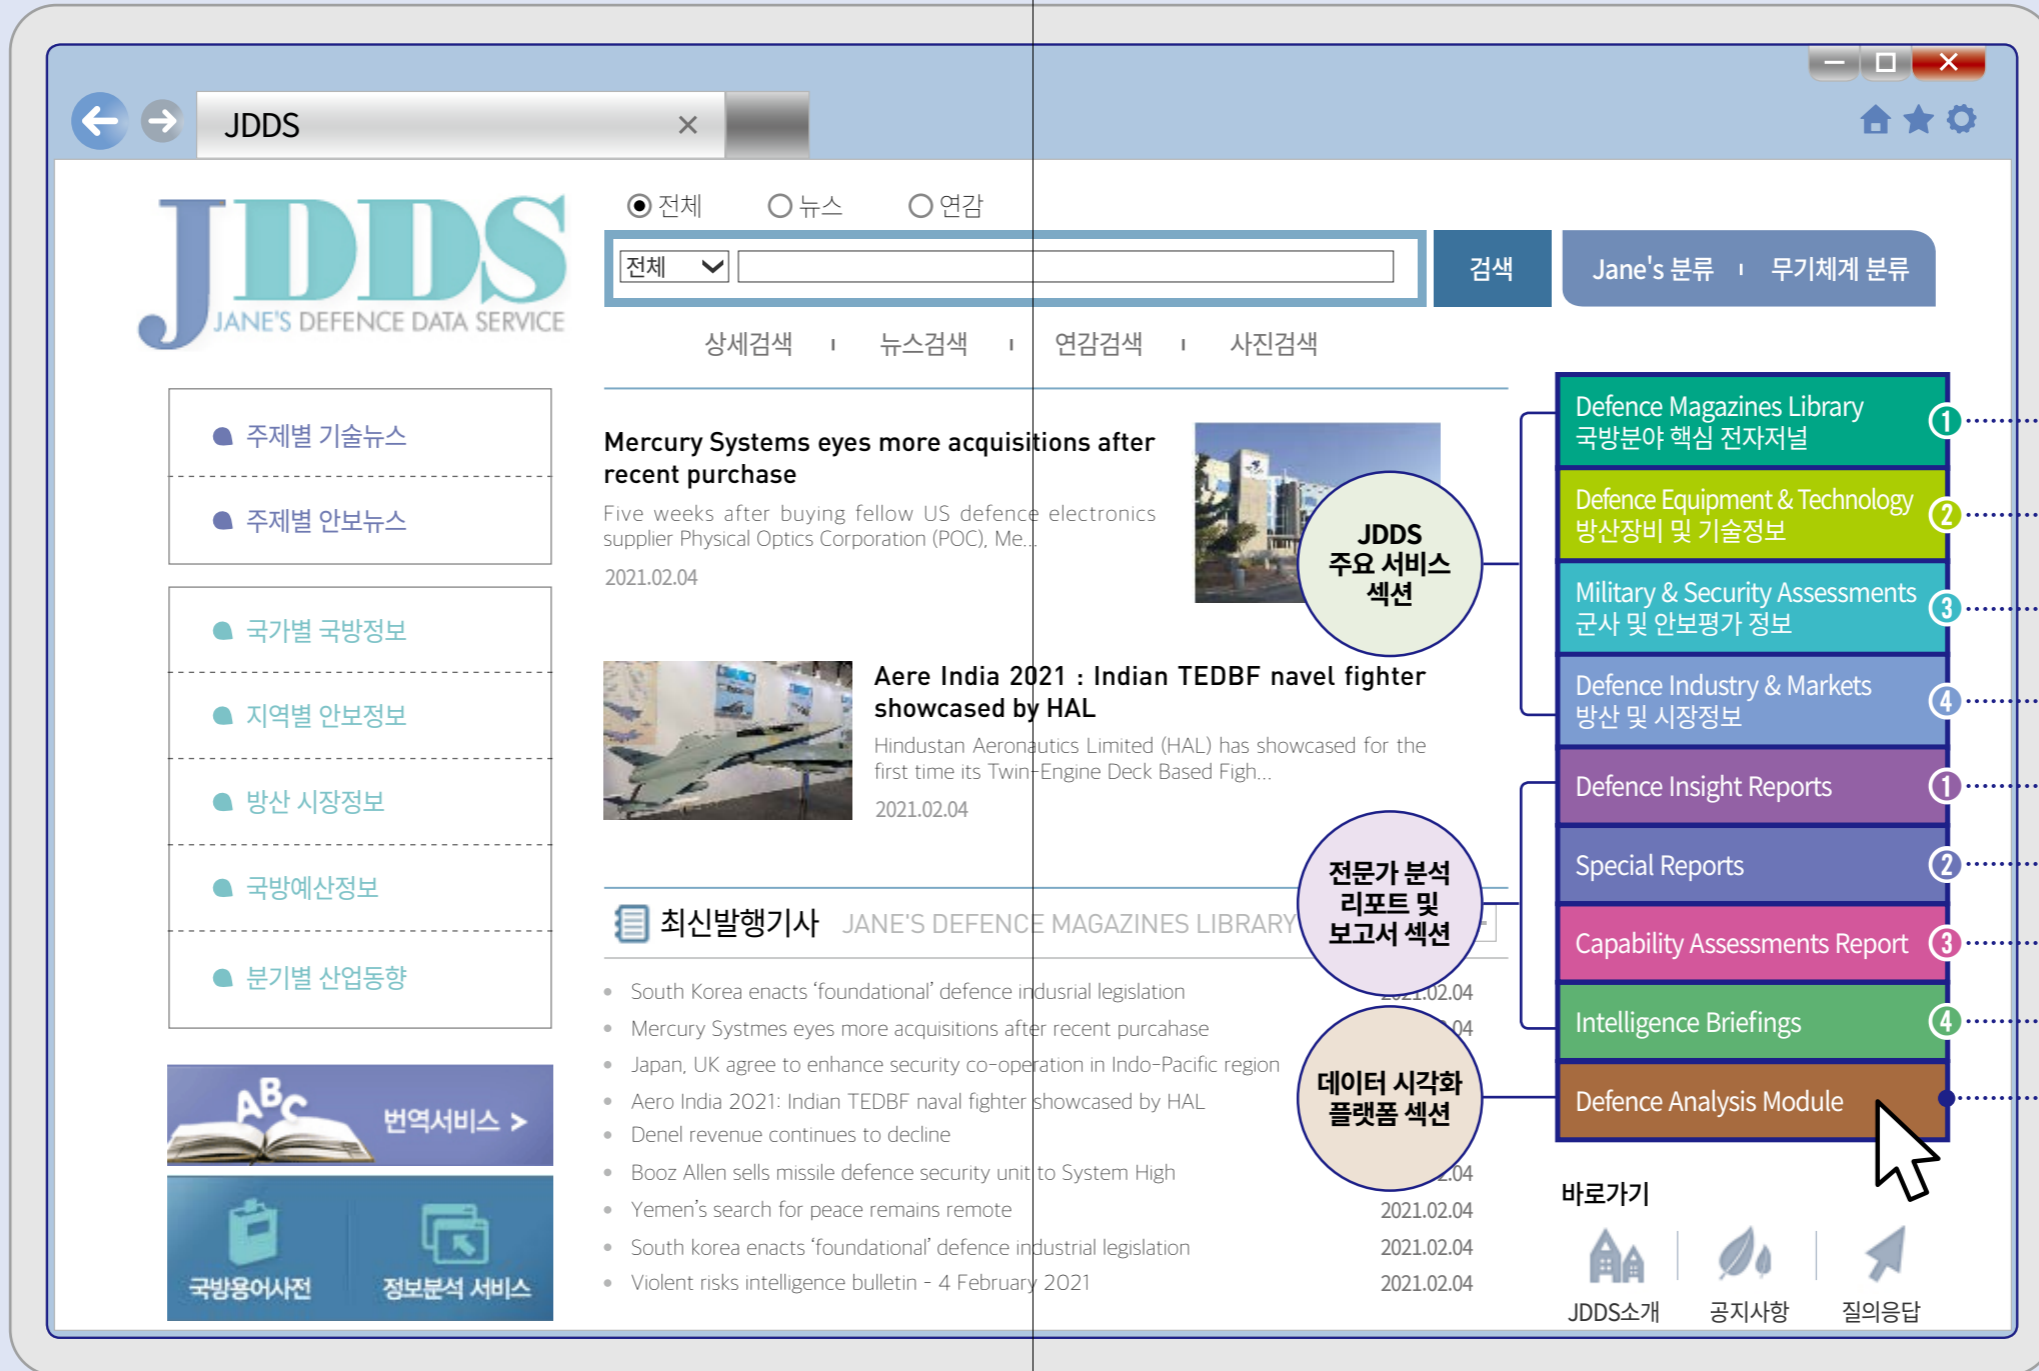 JDDS
JDDS
JANE'S DEFENCE DATA SERVICE
전체
뉴스
연감
전체
검색
Jane's 분류 ı 무기체계 분류
상세검색 ı 뉴스검색 ı 연감검색 ı 사진검색
주제별 기술뉴스
주제별 안보뉴스
국가별 국방정보
지역별 안보정보
방산 시장정보
국방예산정보
분기별 산업동향
ABC
번역서비스 >
국방용어사전
정보분석 서비스
Mercury Systems eyes more acquisitions after
recent purchase
Five weeks after buying fellow US defence electronics
supplier Physical Optics Corporation (POC), Me...
2021.02.04
Aere India 2021 : Indian TEDBF navel fighter
showcased by HAL
Hindustan Aeronautics Limited (HAL) has showcased for the
first time its Twin-Engine Deck Based Figh...
2021.02.04
최신발행기사 JANE'S DEFENCE MAGAZINES LIBRARY
• South Korea enacts ‘foundational’ defence indusrial legislation 2021.02.04
• Mercury Systmes eyes more acquisitions after recent purcahase 04
• Japan, UK agree to enhance security co-operation in Indo-Pacific region
• Aero India 2021: Indian TEDBF naval fighter showcased by HAL
• Denel revenue continues to decline
• Booz Allen sells missile defence security unit to System High 2.04
• Yemen’s search for peace remains remote 2021.02.04
• South korea enacts ‘foundational’ defence industrial legislation 2021.02.04
• Violent risks intelligence bulletin - 4 February 2021 2021.02.04
JDDS
주요 서비스
섹션
전문가 분석
리포트 및
보고서 섹션
데이터 시각화
플랫폼 섹션
Defence Magazines Library
국방분야 핵심 전자저널
①
Defence Equipment & Technology
방산장비 및 기술정보
②
Military & Security Assessments
군사 및 안보평가 정보
③
Defence Industry & Markets
방산 및 시장정보
④
Defence Insight Reports ①
Special Reports ②
Capability Assessments Report ③
Intelligence Briefings ④
Defence Analysis Module
바로가기
JDDS소개
공지사항
질의응답